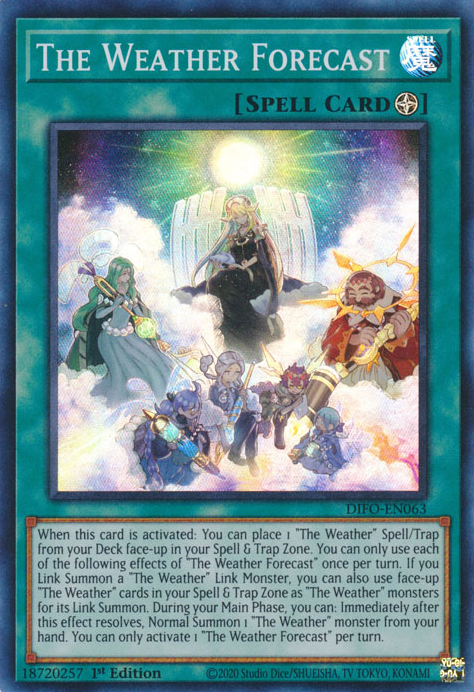 THE WEATHER FORECAST
SPELL
魔
[SPELL CARD]
DIFO-EN063
When this card is activated: You can place 1 "The Weather" Spell/Trap
from your Deck face-up in your Spell & Trap Zone. You can only use each
of the following effects of "The Weather Forecast" once per turn. If you
Link Summon a "The Weather" Link Monster, you can also use face-up
"The Weather" cards in your Spell & Trap Zone as "The Weather" monsters
for its Link Summon. During your Main Phase, you can: Immediately after
this effect resolves, Normal Summon 1 "The Weather" monster from
your hand. You can only activate 1 "The Weather Forecast" per turn.
18720257 1st Edition ©2020 Studio Dice/SHUEISHA, TV TOKYO, KONAMI